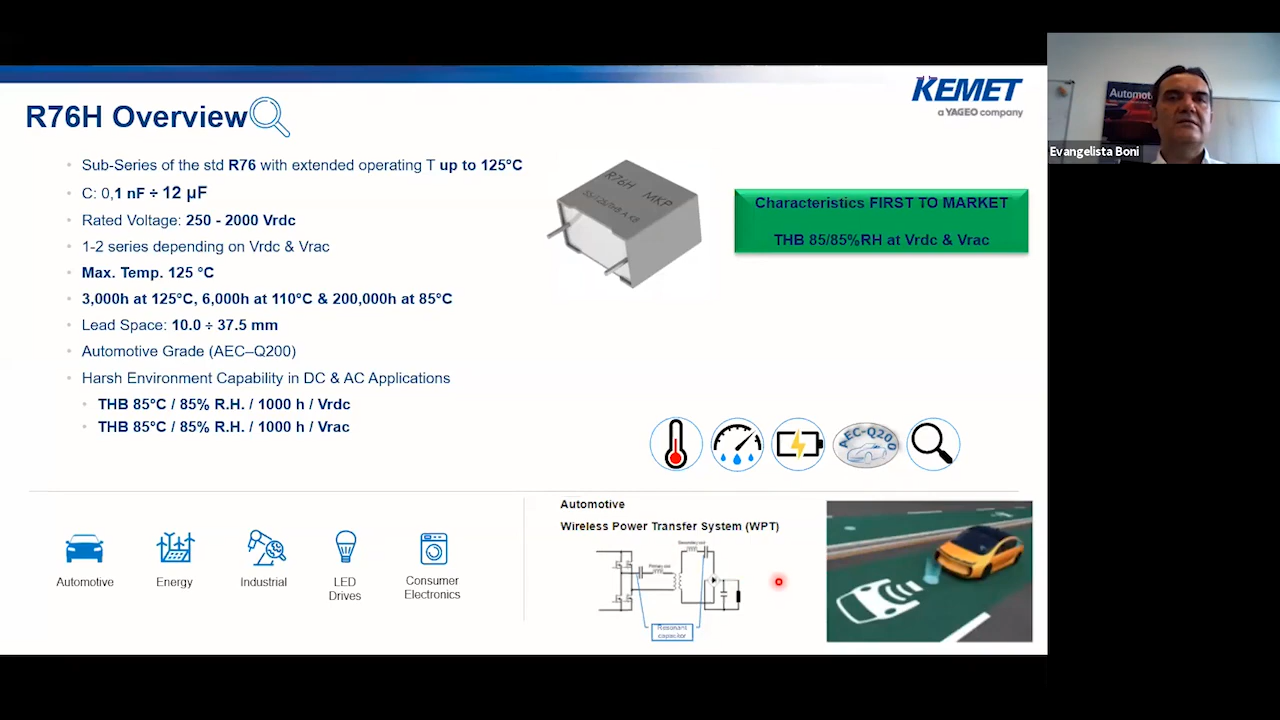 KEMET
a YAGEO company
R76H Overview
Sub-Series of the std R76 with extended operating T up to 125°C
C: 0,1 nF ÷ 12 µF
Rated Voltage: 250 - 2000 Vrdc
1-2 series depending on Vrdc & Vrac
Max. Temp. 125 °C
3,000h at 125°C, 6,000h at 110°C & 200,000h at 85°C
Lead Space: 10.0 ÷ 37.5 mm
Automotive Grade (AEC–Q200)
Harsh Environment Capability in DC & AC Applications
THB 85°C / 85% R.H. / 1000 h / Vrdc
THB 85°C / 85% R.H. / 1000 h / Vrac
R76H MKP
Characteristics FIRST TO MARKET
THB 85/85%RH at Vrdc & Vrac
AEC-Q200
Automotive
Energy
Industrial
LED
Drives
Consumer
Electronics
Automotive
Wireless Power Transfer System (WPT)
Secondary coil
Primary coil
Resonant
capacitor
Evangelista Boni